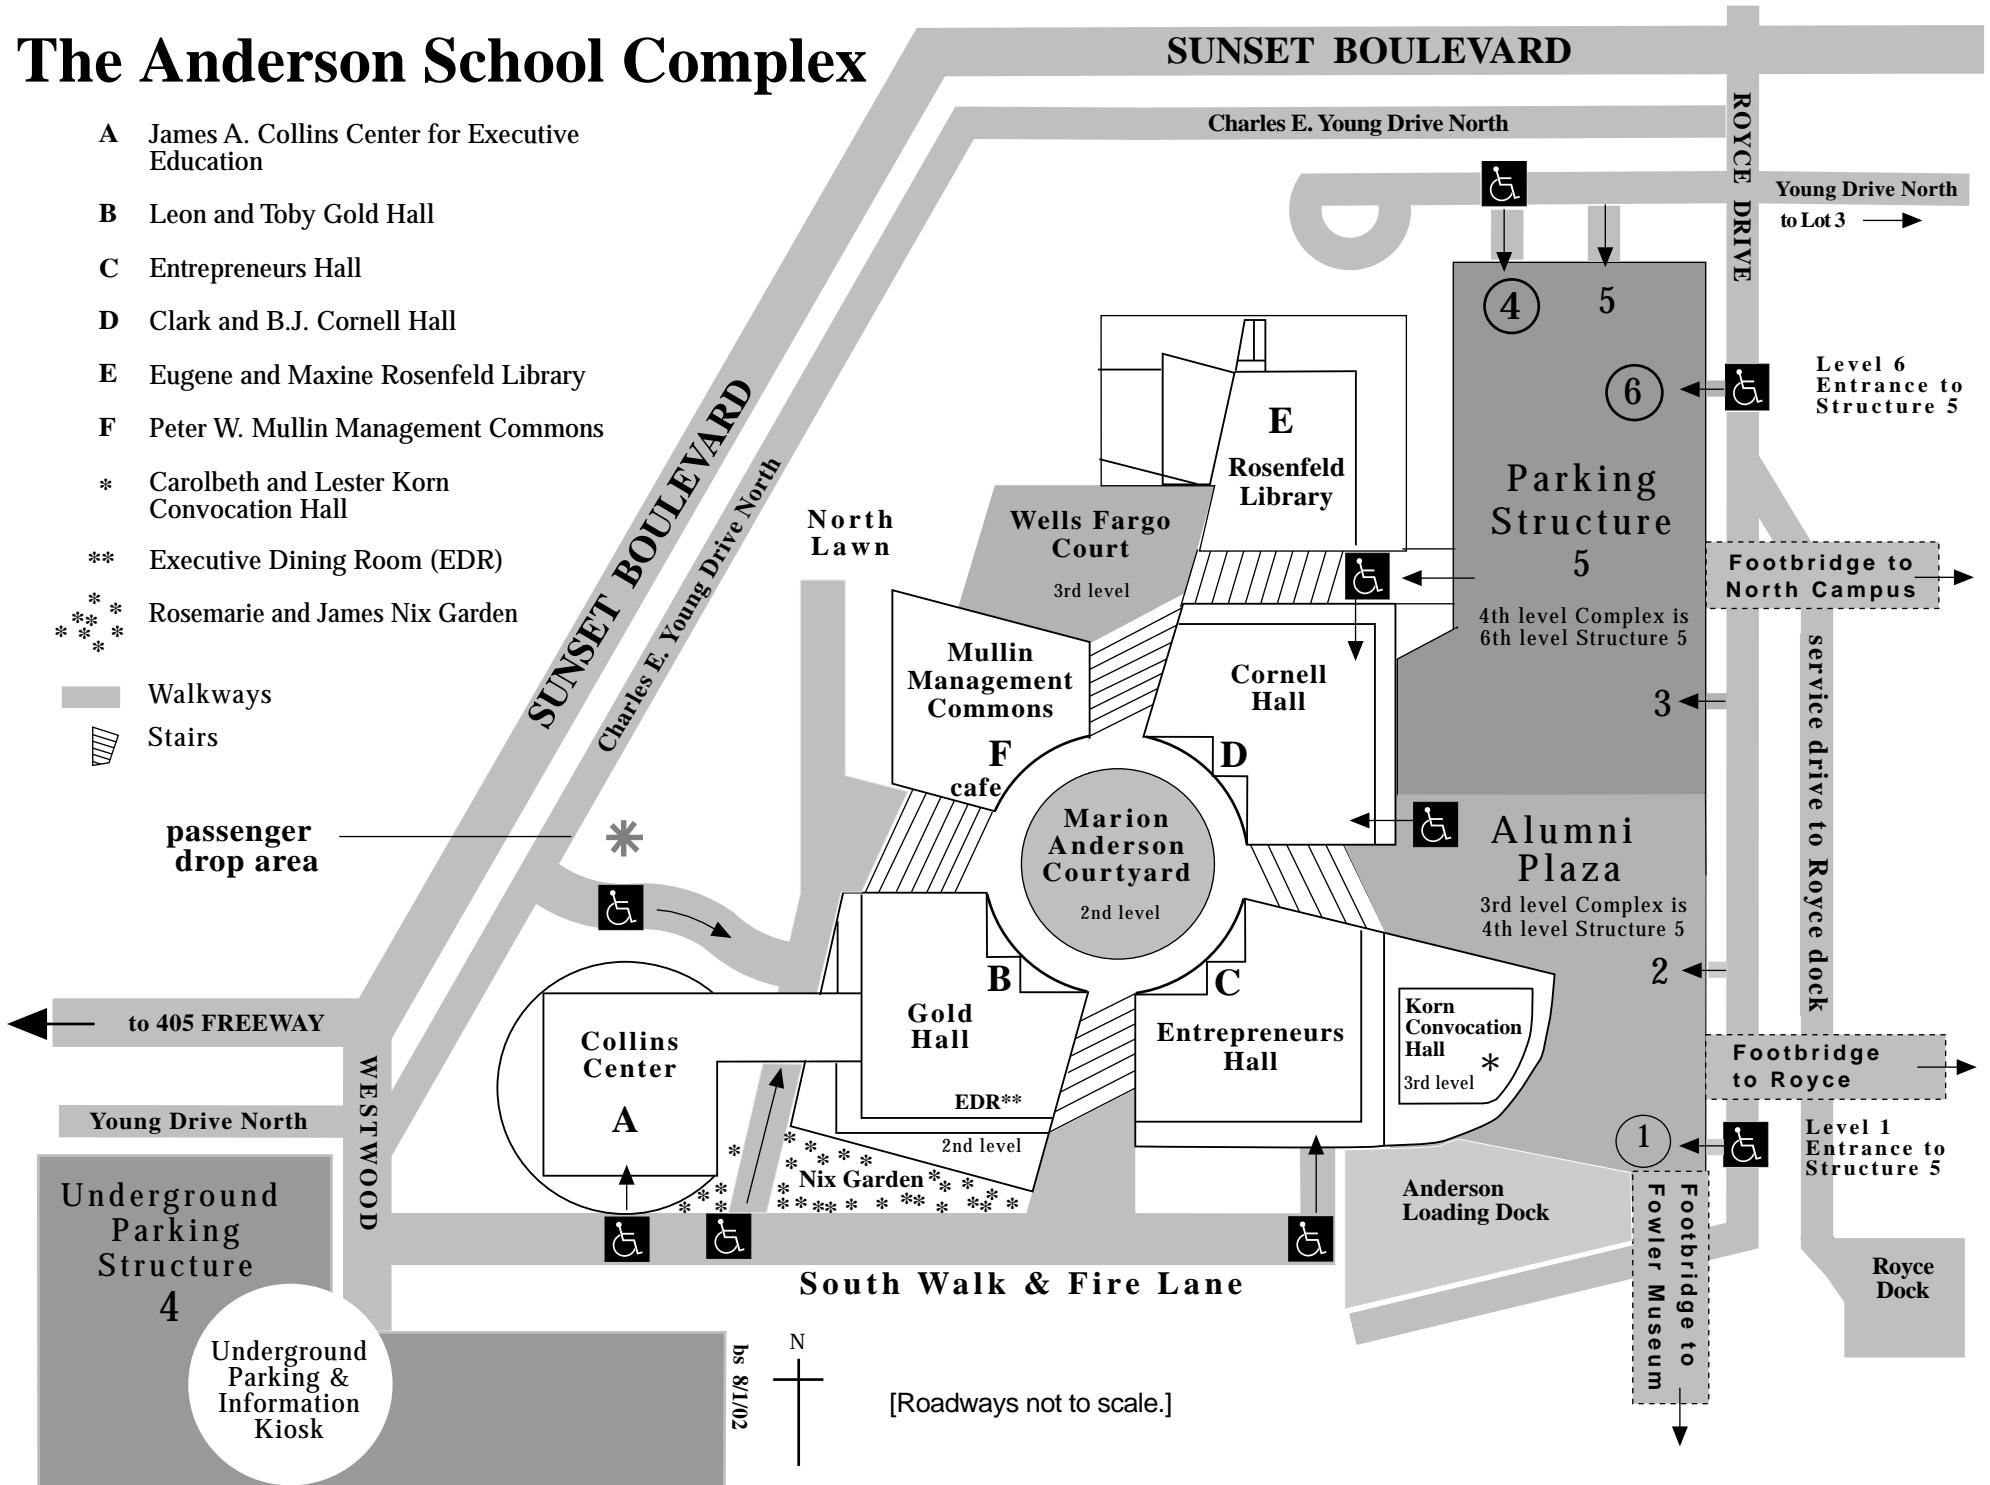 The Anderson School Complex
A James A. Collins Center for Executive
Education
B Leon and Toby Gold Hall
C Entrepreneurs Hall
D Clark and B.J. Cornell Hall
E Eugene and Maxine Rosenfeld Library
F Peter W. Mullin Management Commons
* Carolbeth and Lester Korn
Convocation Hall
** Executive Dining Room (EDR)
Rosemarie and James Nix Garden
Walkways
Stairs
SUNSET BOULEVARD
Charles E. Young Drive North
ROYCE DRIVE
Young Drive North
to Lot 3
4
5
6
Level 6
Entrance to
Structure 5
Parking
Structure
5
4th level Complex is
6th level Structure 5
E
Rosenfeld
Library
SUNSET BOULEVARD
Charles E. Young Drive North
North
Lawn
Wells Fargo
Court
3rd level
Footbridge to
North Campus
Mullin
Management
Commons
F
cafe
Cornell
Hall
D
3
service drive to Royce dock
passenger
drop area
Marion
Anderson
Courtyard
2nd level
Alumni
Plaza
3rd level Complex is
4th level Structure 5
2
B
Gold
Hall
EDR**
2nd level
C
Entrepreneurs
Hall
Korn
Convocation
Hall
*
3rd level
Collins
Center
A
to 405 FREEWAY
WESTWOOD
Young Drive North
Footbridge
to Royce
1
Level 1
Entrance to
Structure 5
Nix Garden
Anderson
Loading Dock
Footbridge to
Fowler Museum
Royce
Dock
South Walk & Fire Lane
Underground
Parking
Structure
4
Underground
Parking &
Information
Kiosk
bs 8/1/02
N
[Roadways not to scale.]